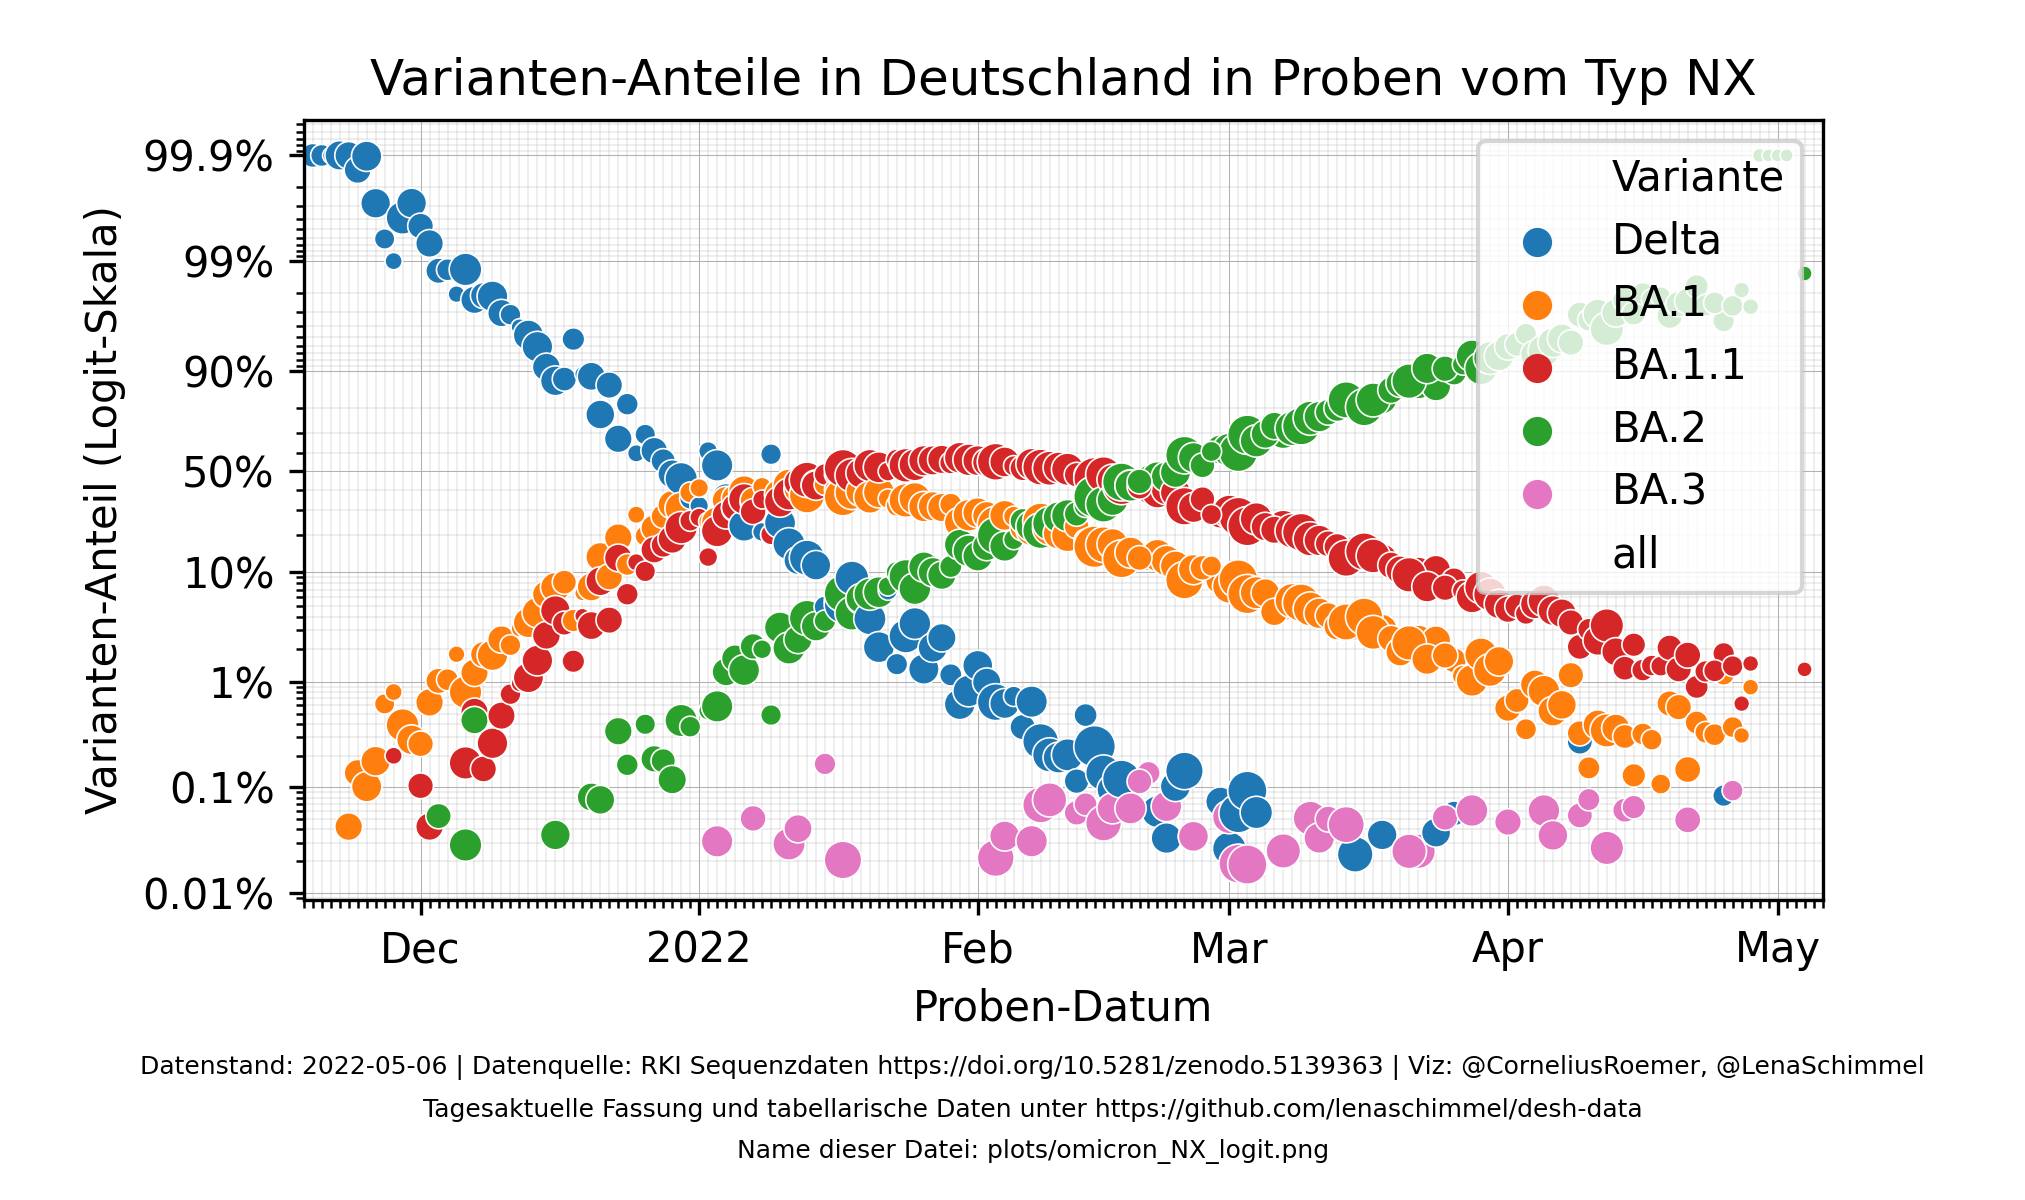 Varianten-Anteile in Deutschland in Proben vom Typ NX
Varianten-Anteil (Logit-Skala)
99.9%
99%
90%
50%
10%
1%
0.1%
0.01%
Variante
Delta
BA.1
BA.1.1
BA.2
BA.3
all
Dec
2022
Feb
Mar
Apr
May
Proben-Datum
Datenstand: 2022-05-06 | Datenquelle: RKI Sequenzdaten https://doi.org/10.5281/zenodo.5139363 | Viz: @CorneliusRoemer, @LenaSchimmel
Tagesaktuelle Fassung und tabellarische Daten unter https://github.com/lenaschimmel/desh-data
Name dieser Datei: plots/omicron_NX_logit.png